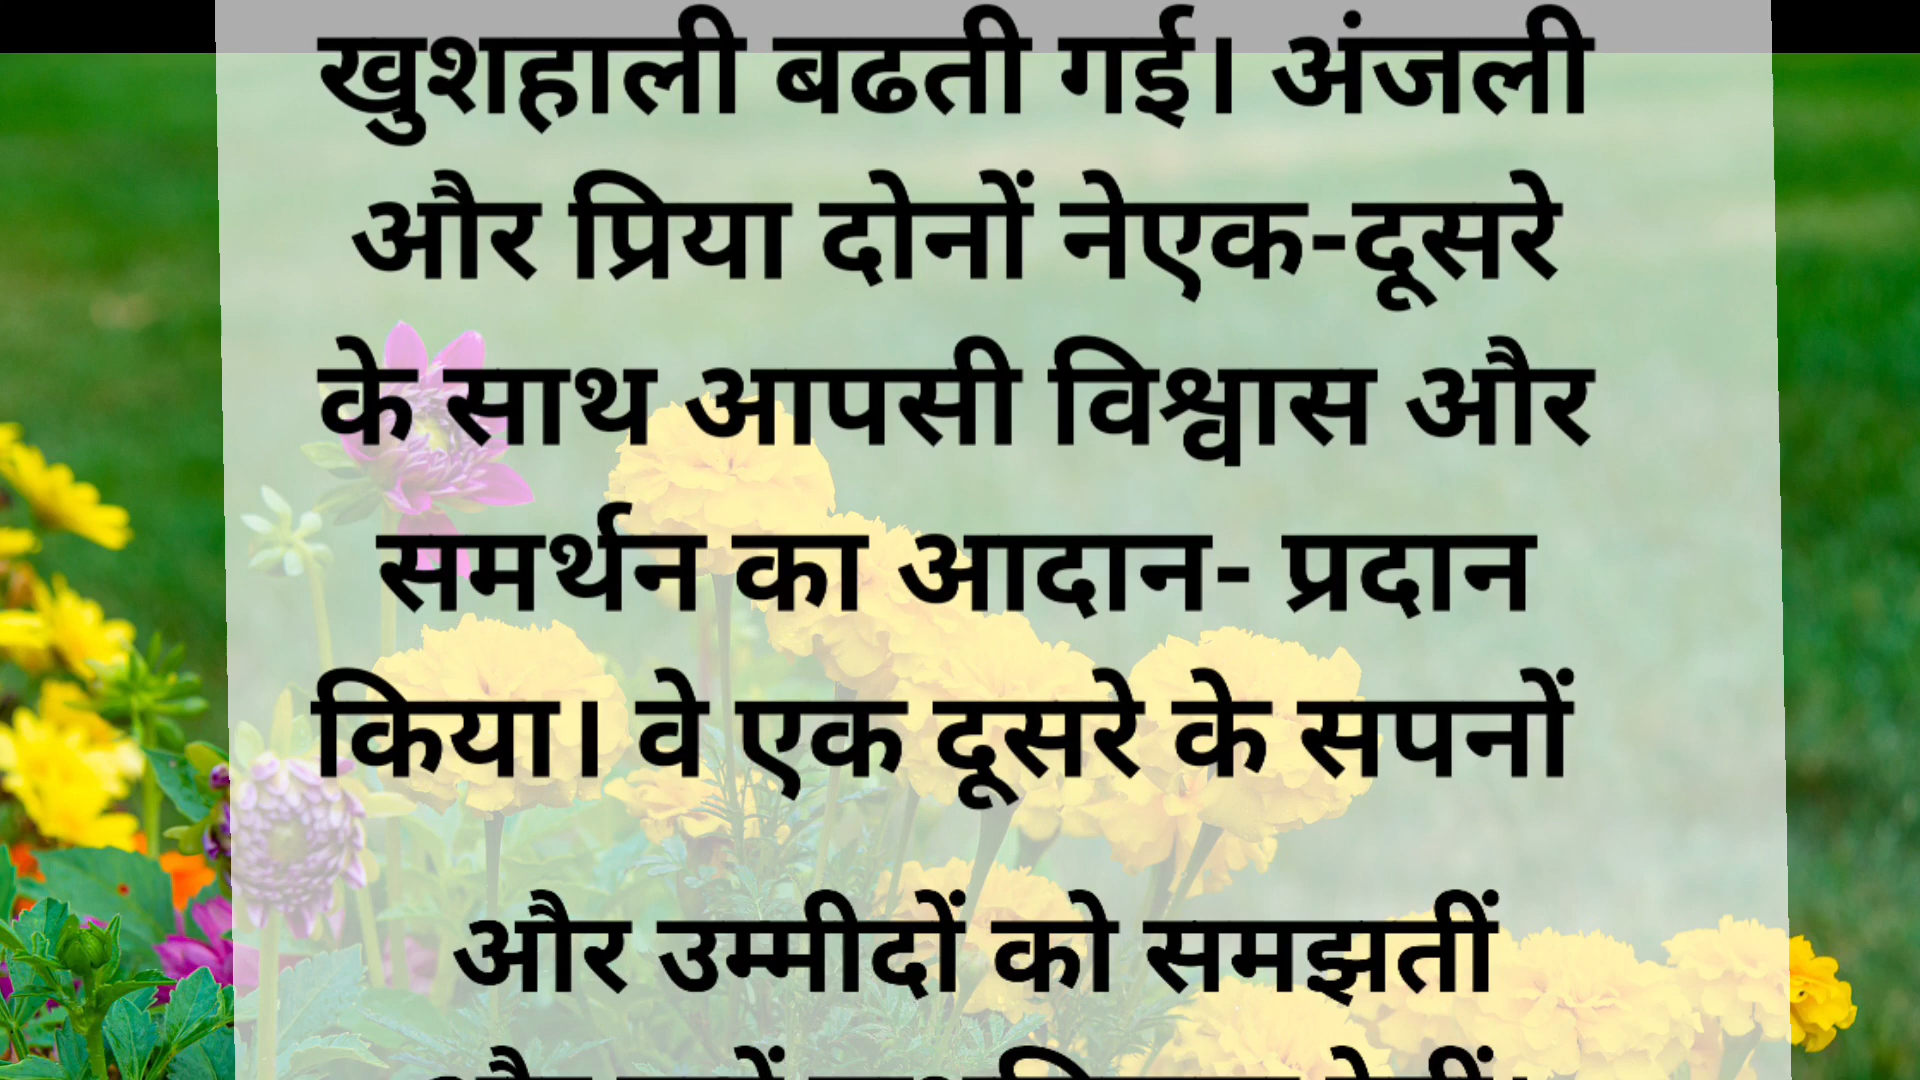 खुशहाली बढती गई। अंजली
और प्रिया दोनों नेएक-दूसरे
के साथ आपसी विश्वास और
समर्थन का आदान- प्रदान
किया। वे एक दूसरे के सपनों
और उम्मीदों को समझतीं